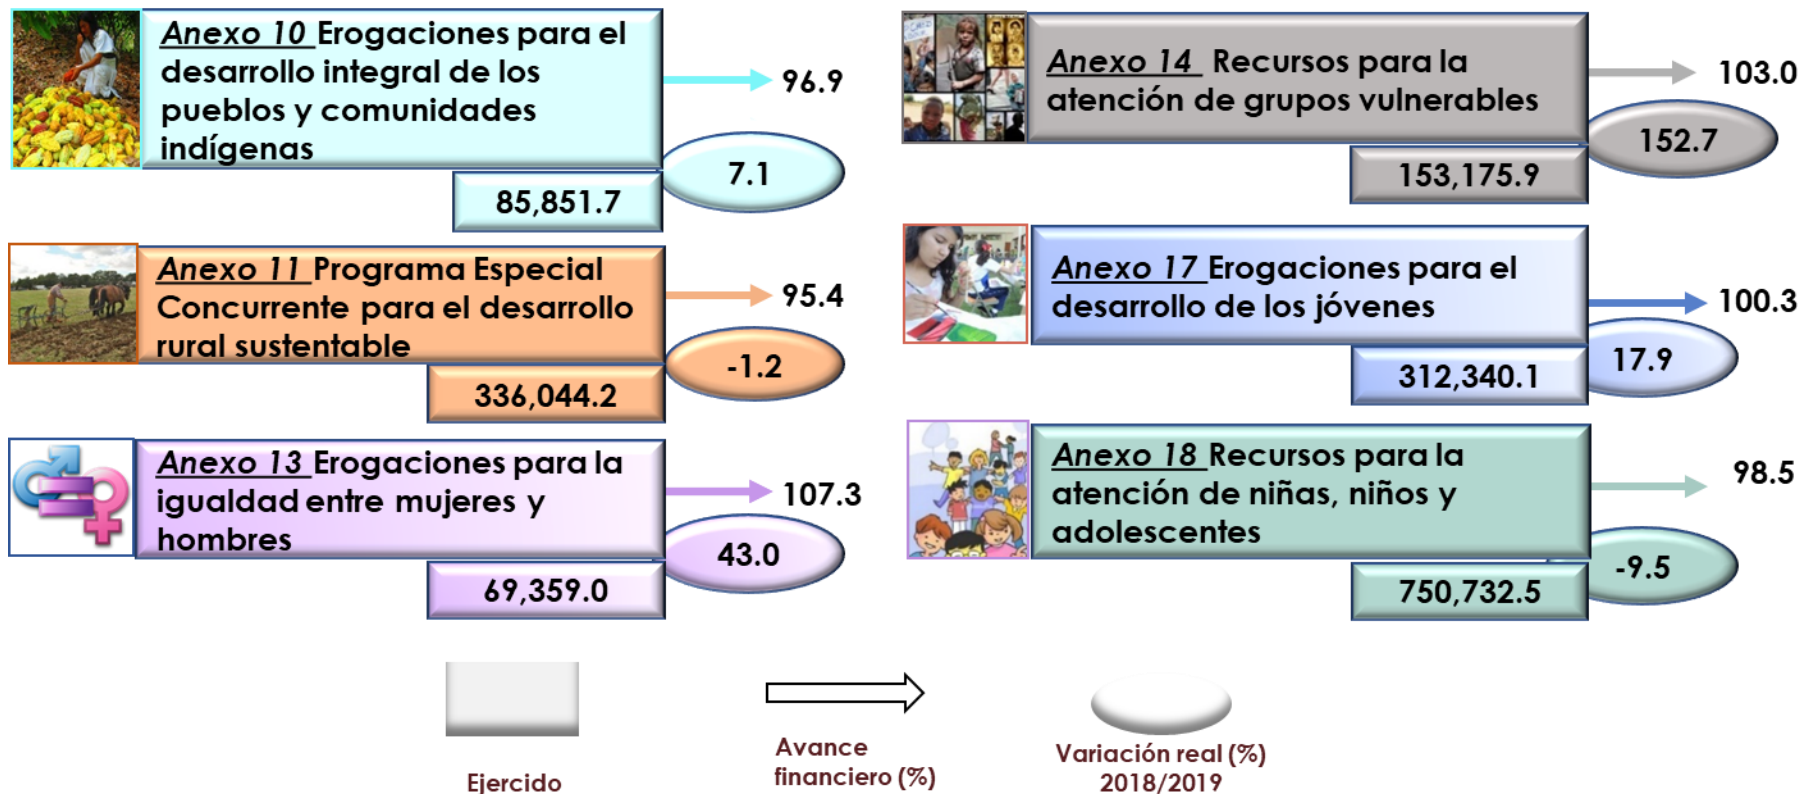 Anexo 10 Erogaciones para el
desarrollo integral de los
pueblos y comunidades
indígenas
96.9
7.1
85,851.7
Anexo 11 Programa Especial
Concurrente para el desarrollo
rural sustentable
95.4
-1.2
336,044.2
Anexo 13 Erogaciones para la
igualdad entre mujeres y
hombres
107.3
43.0
69,359.0
Anexo 14 Recursos para la
atención de grupos vulnerables
103.0
152.7
153,175.9
Anexo 17 Erogaciones para el
desarrollo de los jóvenes
100.3
17.9
312,340.1
Anexo 18 Recursos para la
atención de niñas, niños y
adolescentes
98.5
-9.5
750,732.5
Ejercido
Avance
financiero (%)
Variación real (%)
2018/2019